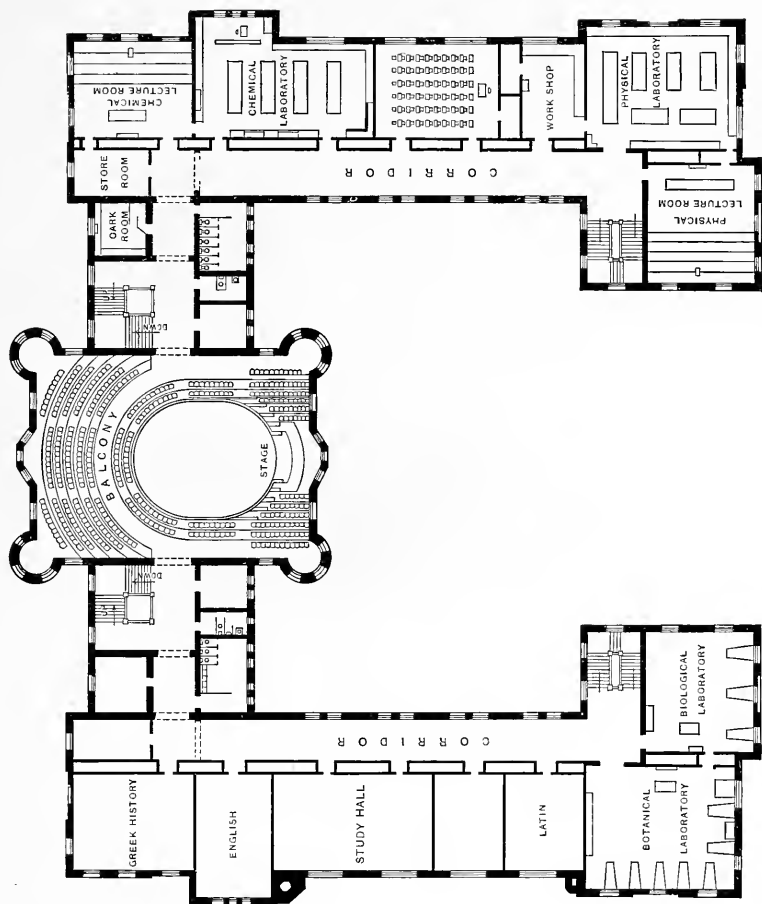 CHEMICAL
LECTURE ROOM
CHEMICAL
LABORATORY
WORK SHOP
PHYSICAL
LABORATORY
STORE
ROOM
CORRIDOR
PHYSICAL
LECTURE ROOM
DARK
ROOM
UP
DOWN
BALCONY
STAGE
DOWN
UP
CORRIDOR
BIOLOGICAL
LABORATORY
GREEK HISTORY
ENGLISH
STUDY HALL
LATIN
BOTANICAL
LABORATORY